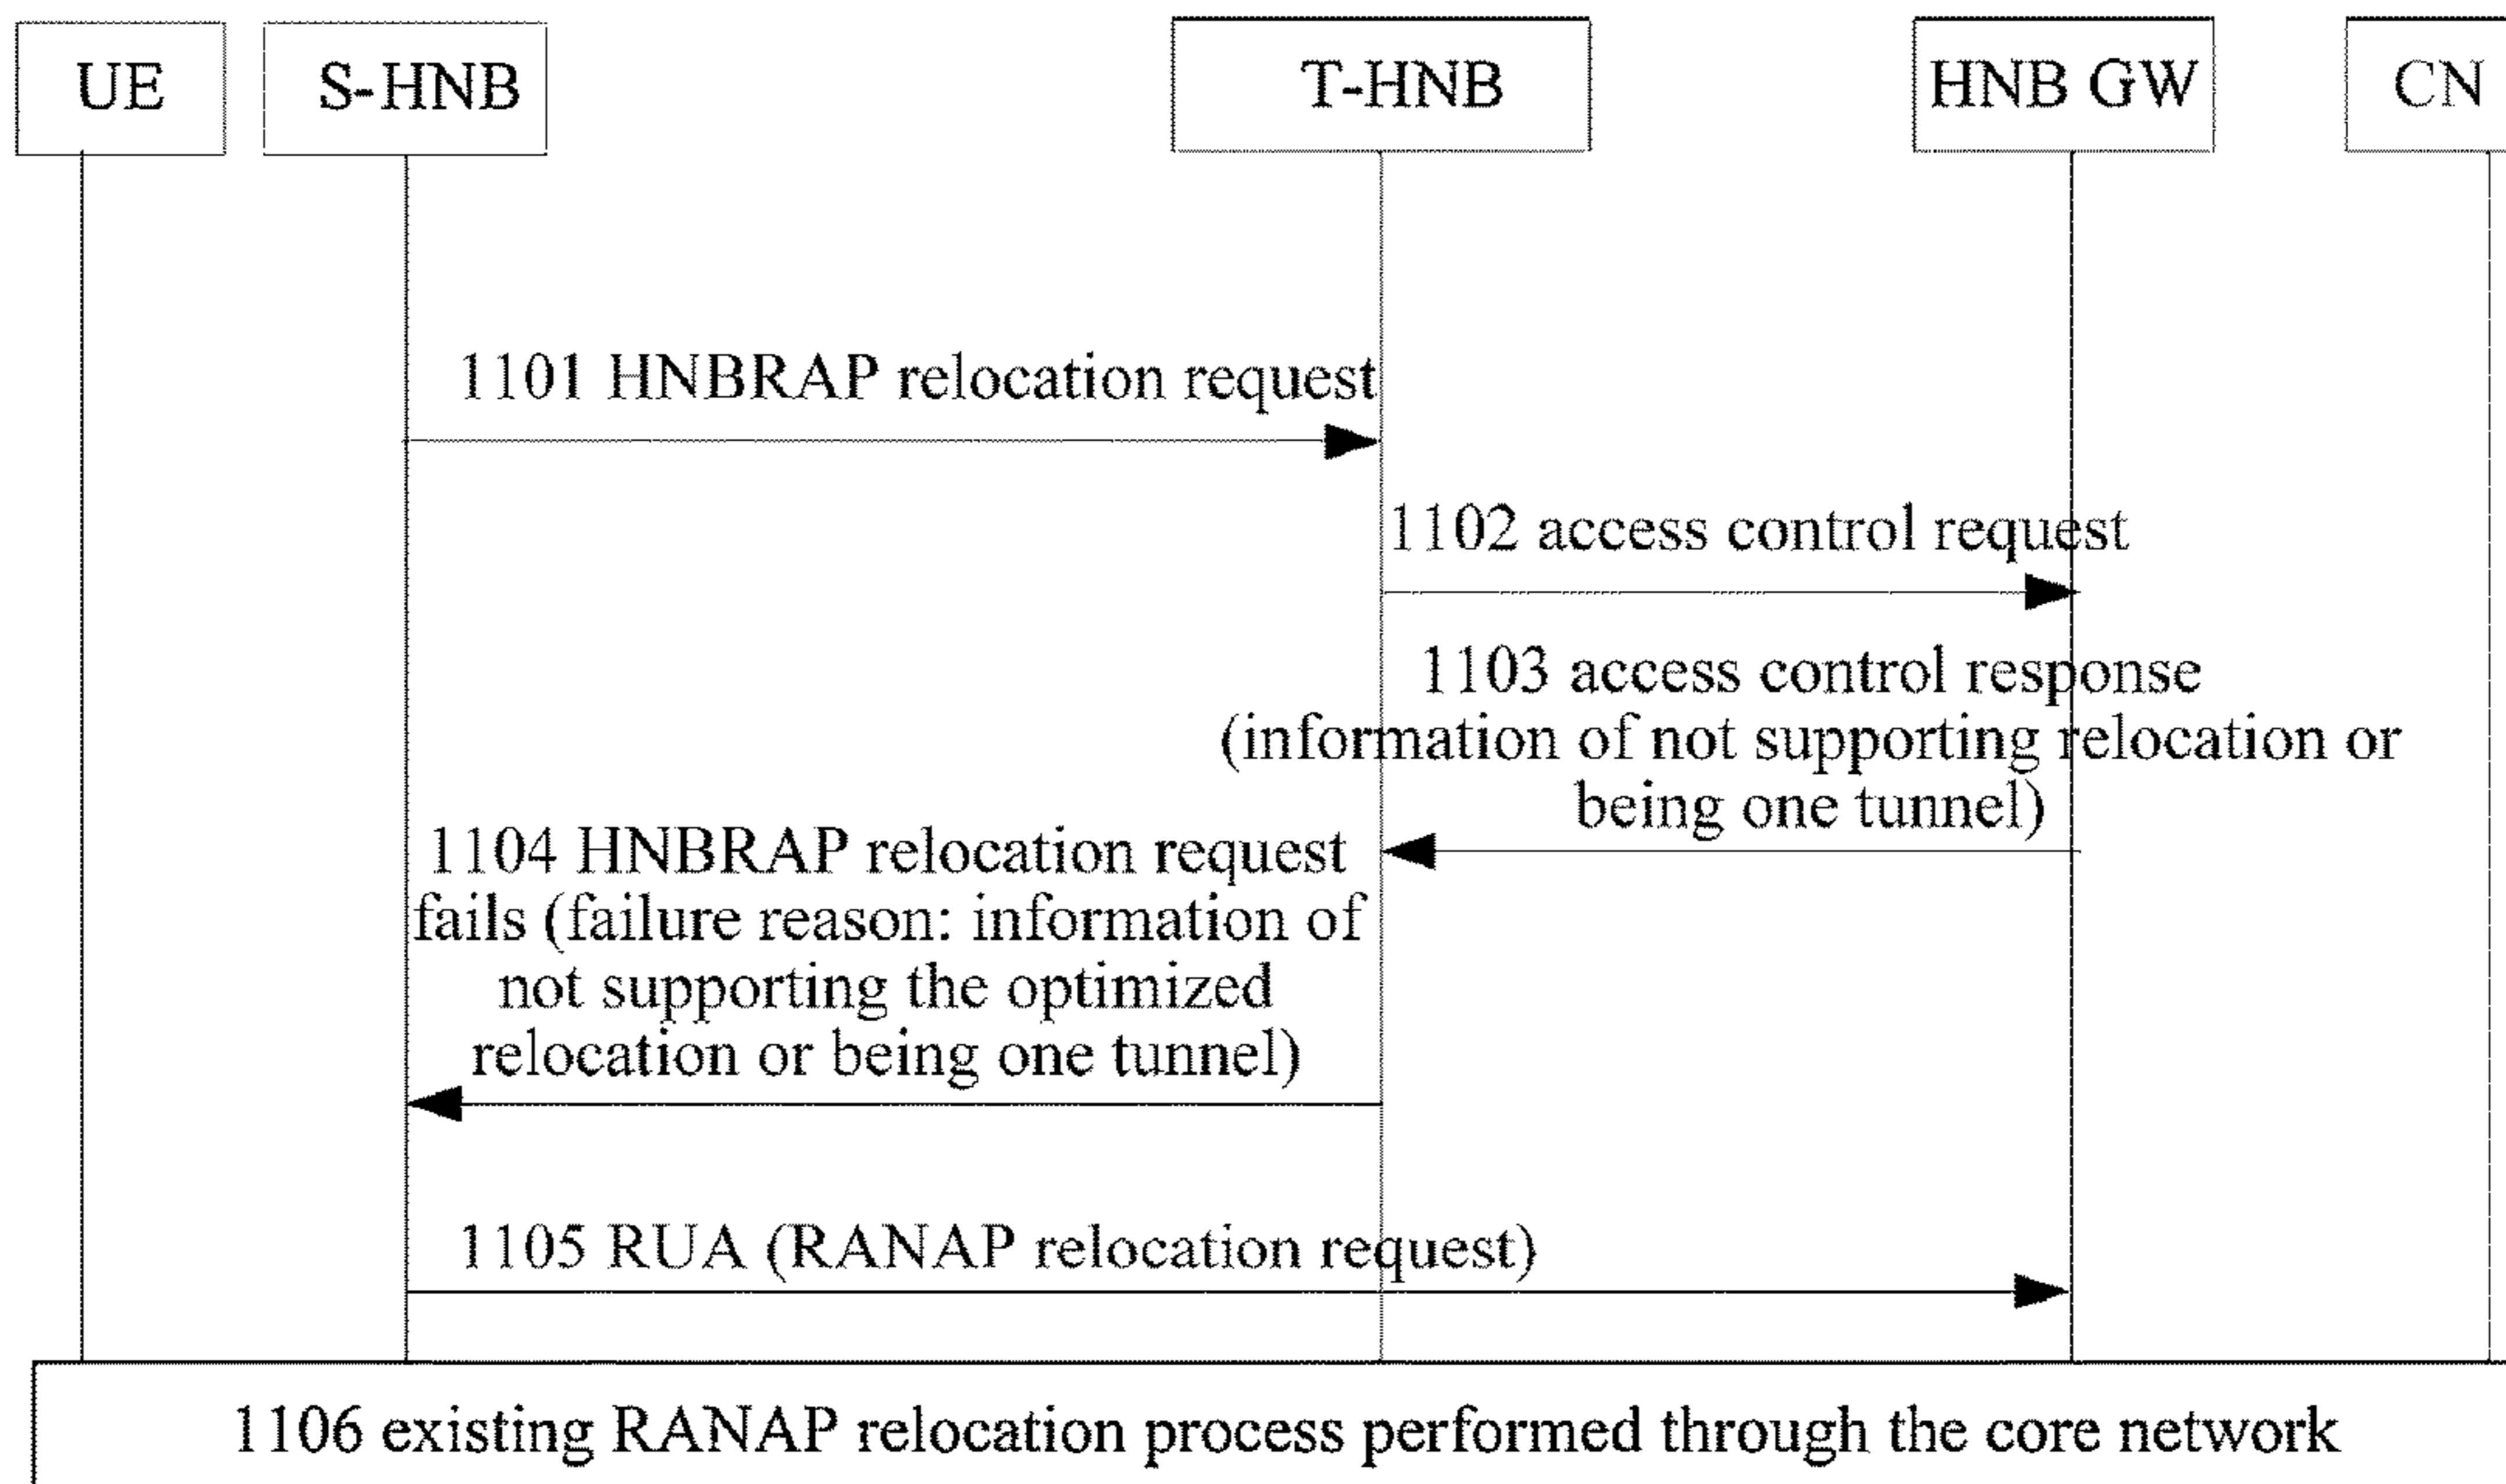 UE
S-HNB
T-HNB
HNB GW
CN
1101 HNBRAP relocation request
1102 access control request
1103 access control response
(information of not supporting relocation or
being one tunnel)
1104 HNBRAP relocation request
fails (failure reason: information of
not supporting the optimized
relocation or being one tunnel)
1105 RUA (RANAP relocation request)
1106 existing RANAP relocation process performed through the core network